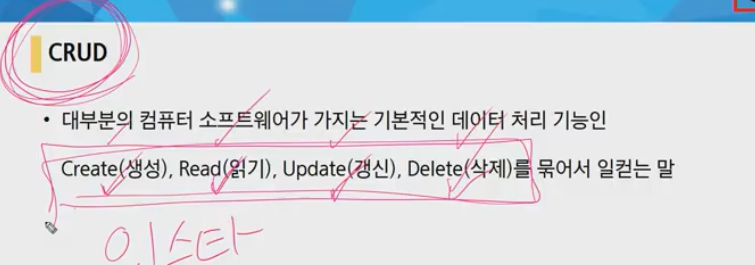 CRUD
• 대부분의 컴퓨터 소프트웨어가 가지는 기본적인 데이터 처리 기능인
Create(생성), Read(읽기), Update(갱신), Delete(삭제)를 묶어서 일컫는 말
인스타